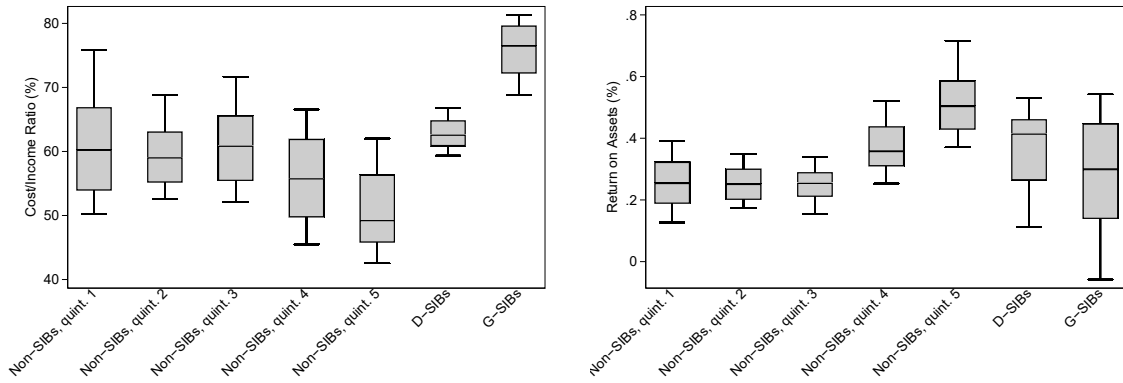 Cost/Income Ratio (%)
80
70
60
50
40
Non−SIBs, quint. 1
Non−SIBs, quint. 2
Non−SIBs, quint. 3
Non−SIBs, quint. 4
Non−SIBs, quint. 5
D−SIBs
G−SIBs
Return on Assets (%)
.8
.6
.4
.2
0
Non−SIBs, quint. 1
Non−SIBs, quint. 2
Non−SIBs, quint. 3
Non−SIBs, quint. 4
Non−SIBs, quint. 5
D−SIBs
G−SIBs